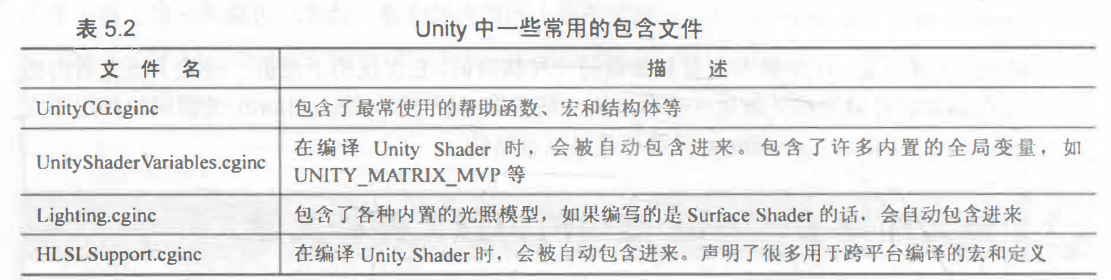 表 5.2 Unity 中一些常用的包含文件
文 件 名 描 述
UnityCG.cginc 包含了最常使用的帮助函数、宏和结构体等
UnityShaderVariables.cginc 在编译 Unity Shader 时，会被自动包含进来。包含了许多内置的全局变量，如
UNITY_MATRIX_MVP 等
Lighting.cginc 包含了各种内置的光照模型，如果编写的是 Surface Shader 的话，会自动包含进来
HLSLSupport.cginc 在编译 Unity Shader 时，会被自动包含进来。声明了很多用于跨平台编译的宏和定义